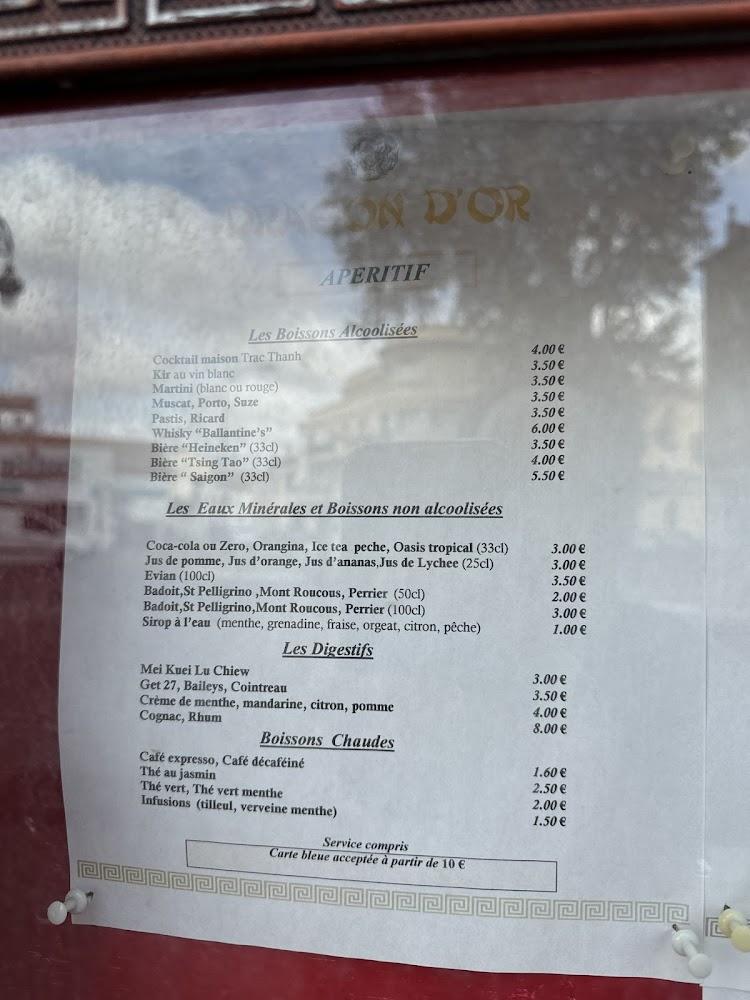 DRAGON D'OR
APERITIF
Les Boissons Alcoolisées
Cocktail maison Trac Thanh 4.00 €
Kir au vin blanc 3.50 €
Martini (blanc ou rouge) 3.50 €
Muscat, Porto, Suze 3.50 €
Pastis, Ricard 3.50 €
Whisky "Ballantine's" 6.00 €
Bière "Heineken" (33cl) 3.50 €
Bière "Tsing Tao" (33cl) 4.00 €
Bière " Saigon" (33cl) 5.50 €
Les Eaux Minérales et Boissons non alcoolisées
Coca-cola ou Zero, Orangina, Ice tea peche, Oasis tropical (33cl) 3.00 €
Jus de pomme, Jus d'orange, Jus d'ananas,Jus de Lychee (25cl) 3.00 €
Evian (100cl) 3.50 €
Badoit,St Pelligrino ,Mont Roucous, Perrier (50cl) 2.00 €
Badoit,St Pelligrino,Mont Roucous, Perrier (100cl) 3.00 €
Sirop à l'eau (menthe, grenadine, fraise, orgeat, citron, pêche) 1.00 €
Les Digestifs
Mei Kuei Lu Chiew 3.00 €
Get 27, Baileys, Cointreau 3.50 €
Crème de menthe, mandarine, citron, pomme 4.00 €
Cognac, Rhum 8.00 €
Boissons Chaudes
Café expresso, Café décaféiné 1.60 €
Thé au jasmin 2.50 €
Thé vert, Thé vert menthe 2.00 €
Infusions (tilleul, verveine menthe) 1.50 €
Service compris
Carte bleue acceptée à partir de 10 €